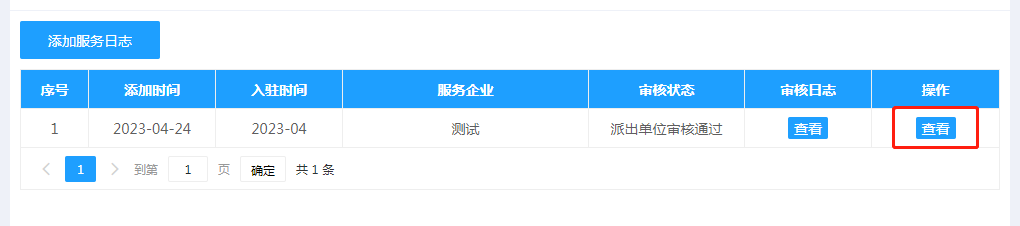 添加服务日志
序号 添加时间 入驻时间 服务企业 审核状态 审核日志 操作
1 2023-04-24 2023-04 测试 派出单位审核通过 查看 查看
1 到第 1 页 确定 共 1 条